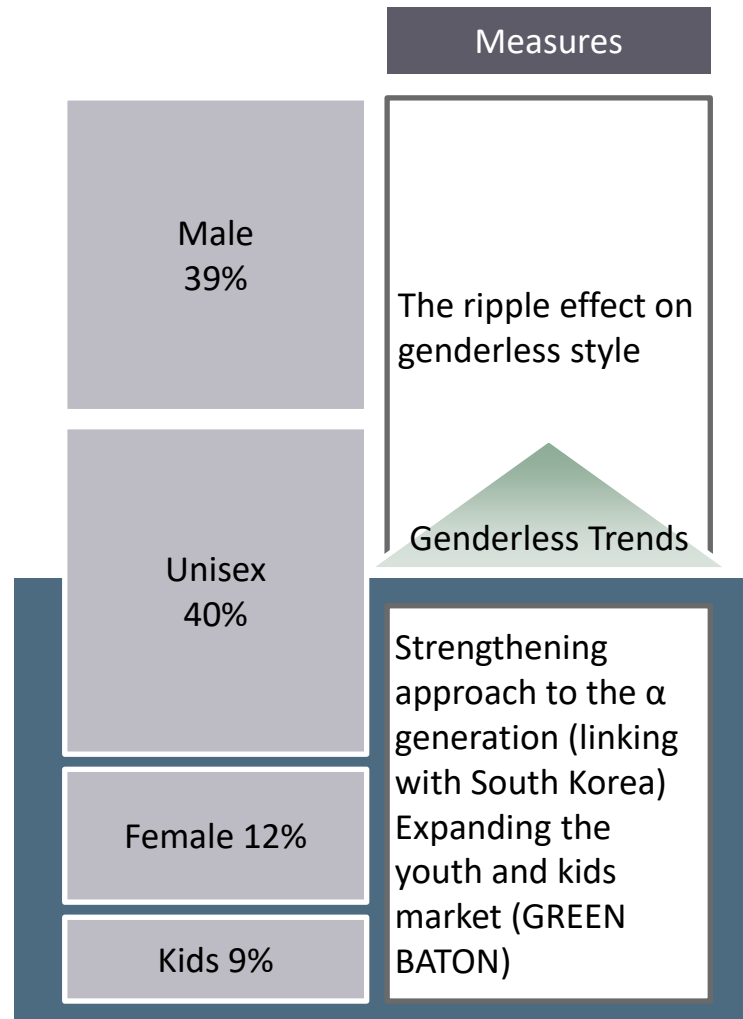 Measures
Male
39%
The ripple effect on
genderless style
Genderless Trends
Unisex
40%
Strengthening
approach to the α
generation (linking
with South Korea)
Expanding the
youth and kids
market (GREEN
BATON)
Female 12%
Kids 9%